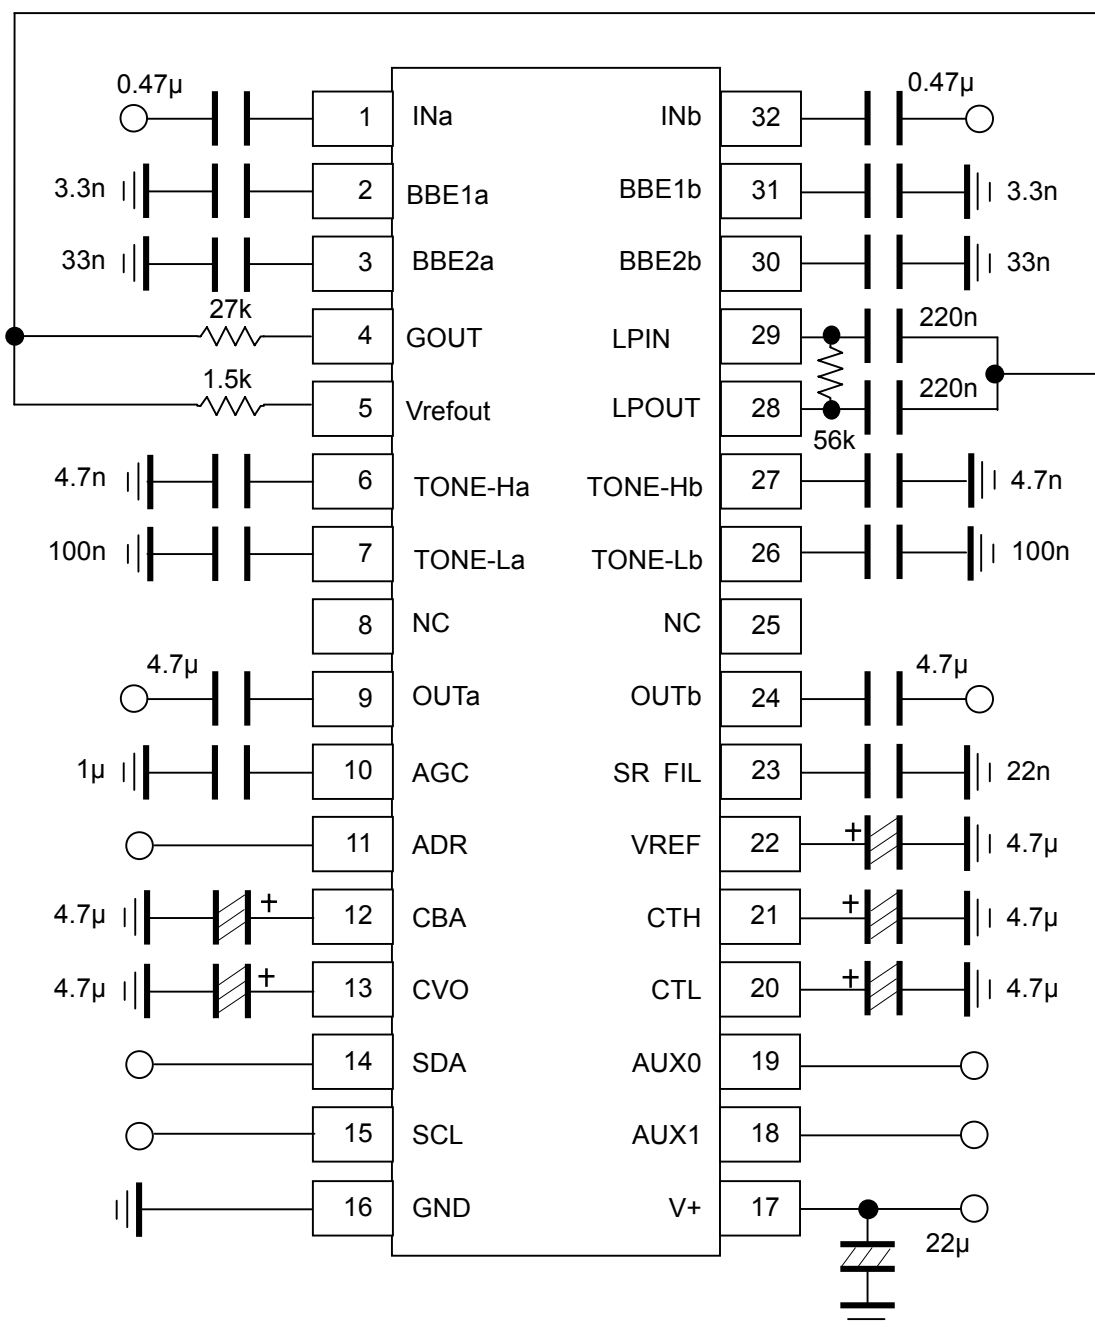 0.47µ 1 INa INb 32 0.47µ
3.3n 2 BBE1a BBE1b 31 3.3n
33n 3 BBE2a BBE2b 30 33n
27k 4 GOUT LPIN 29 220n
1.5k 5 Vrefout LPOUT 28 220n
56k
4.7n 6 TONE-Ha TONE-Hb 27 4.7n
100n 7 TONE-La TONE-Lb 26 100n
8 NC NC 25
4.7µ 9 OUTa OUTb 24 4.7µ
1µ 10 AGC SR FIL 23 22n
11 ADR VREF 22 + 4.7µ
4.7µ + 12 CBA CTH 21 + 4.7µ
4.7µ + 13 CVO CTL 20 + 4.7µ
14 SDA AUX0 19
15 SCL AUX1 18
16 GND V+ 17
22µ